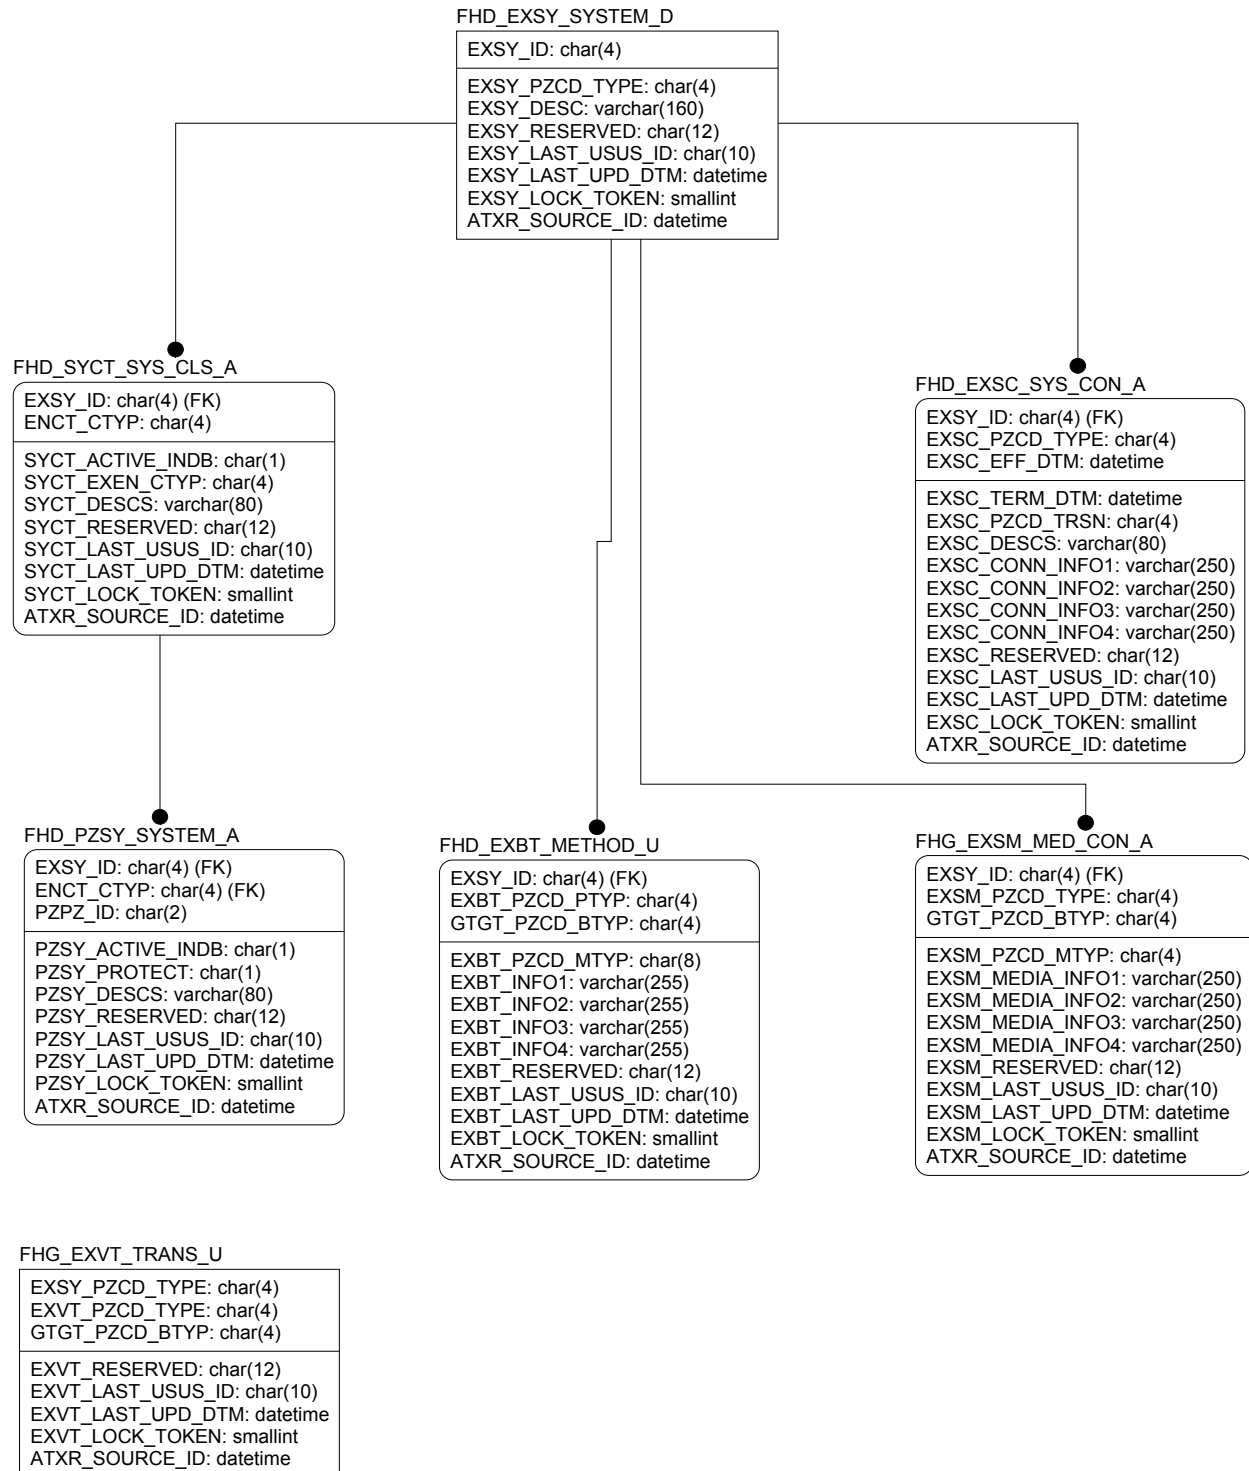 FHD_EXSY_SYSTEM_D
EXSY_ID: char(4)
EXSY_PZCD_TYPE: char(4)
EXSY_DESC: varchar(160)
EXSY_RESERVED: char(12)
EXSY_LAST_USUS_ID: char(10)
EXSY_LAST_UPD_DTM: datetime
EXSY_LOCK_TOKEN: smallint
ATXR_SOURCE_ID: datetime
FHD_SYCT_SYS_CLS_A
EXSY_ID: char(4) (FK)
ENCT_CTYP: char(4)
SYCT_ACTIVE_INDB: char(1)
SYCT_EXEN_CTYP: char(4)
SYCT_DESCS: varchar(80)
SYCT_RESERVED: char(12)
SYCT_LAST_USUS_ID: char(10)
SYCT_LAST_UPD_DTM: datetime
SYCT_LOCK_TOKEN: smallint
ATXR_SOURCE_ID: datetime
FHD_EXSC_SYS_CON_A
EXSY_ID: char(4) (FK)
EXSC_PZCD_TYPE: char(4)
EXSC_EFF_DTM: datetime
EXSC_TERM_DTM: datetime
EXSC_PZCD_TRSN: char(4)
EXSC_DESCS: varchar(80)
EXSC_CONN_INFO1: varchar(250)
EXSC_CONN_INFO2: varchar(250)
EXSC_CONN_INFO3: varchar(250)
EXSC_CONN_INFO4: varchar(250)
EXSC_RESERVED: char(12)
EXSC_LAST_USUS_ID: char(10)
EXSC_LAST_UPD_DTM: datetime
EXSC_LOCK_TOKEN: smallint
ATXR_SOURCE_ID: datetime
FHD_PZSY_SYSTEM_A
EXSY_ID: char(4) (FK)
ENCT_CTYP: char(4) (FK)
PZPZ_ID: char(2)
PZSY_ACTIVE_INDB: char(1)
PZSY_PROTECT: char(1)
PZSY_DESCS: varchar(80)
PZSY_RESERVED: char(12)
PZSY_LAST_USUS_ID: char(10)
PZSY_LAST_UPD_DTM: datetime
PZSY_LOCK_TOKEN: smallint
ATXR_SOURCE_ID: datetime
FHD_EXBT_METHOD_U
EXSY_ID: char(4) (FK)
EXBT_PZCD_PTYP: char(4)
GTGT_PZCD_BTYP: char(4)
EXBT_PZCD_MTYP: char(8)
EXBT_INFO1: varchar(255)
EXBT_INFO2: varchar(255)
EXBT_INFO3: varchar(255)
EXBT_INFO4: varchar(255)
EXBT_RESERVED: char(12)
EXBT_LAST_USUS_ID: char(10)
EXBT_LAST_UPD_DTM: datetime
EXBT_LOCK_TOKEN: smallint
ATXR_SOURCE_ID: datetime
FHG_EXSM_MED_CON_A
EXSY_ID: char(4) (FK)
EXSM_PZCD_TYPE: char(4)
GTGT_PZCD_BTYP: char(4)
EXSM_PZCD_MTYP: char(4)
EXSM_MEDIA_INFO1: varchar(250)
EXSM_MEDIA_INFO2: varchar(250)
EXSM_MEDIA_INFO3: varchar(250)
EXSM_MEDIA_INFO4: varchar(250)
EXSM_RESERVED: char(12)
EXSM_LAST_USUS_ID: char(10)
EXSM_LAST_UPD_DTM: datetime
EXSM_LOCK_TOKEN: smallint
ATXR_SOURCE_ID: datetime
FHG_EXVT_TRANS_U
EXSY_PZCD_TYPE: char(4)
EXVT_PZCD_TYPE: char(4)
GTGT_PZCD_BTYP: char(4)
EXVT_RESERVED: char(12)
EXVT_LAST_USUS_ID: char(10)
EXVT_LAST_UPD_DTM: datetime
EXVT_LOCK_TOKEN: smallint
ATXR_SOURCE_ID: datetime